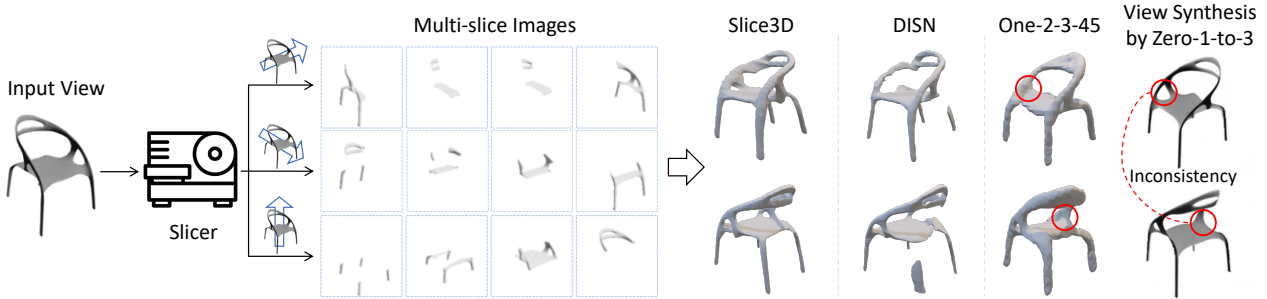 Input View
Slicer
Multi-slice Images
Slice3D
DISN
One-2-3-45
View Synthesis
by Zero-1-to-3
Inconsistency